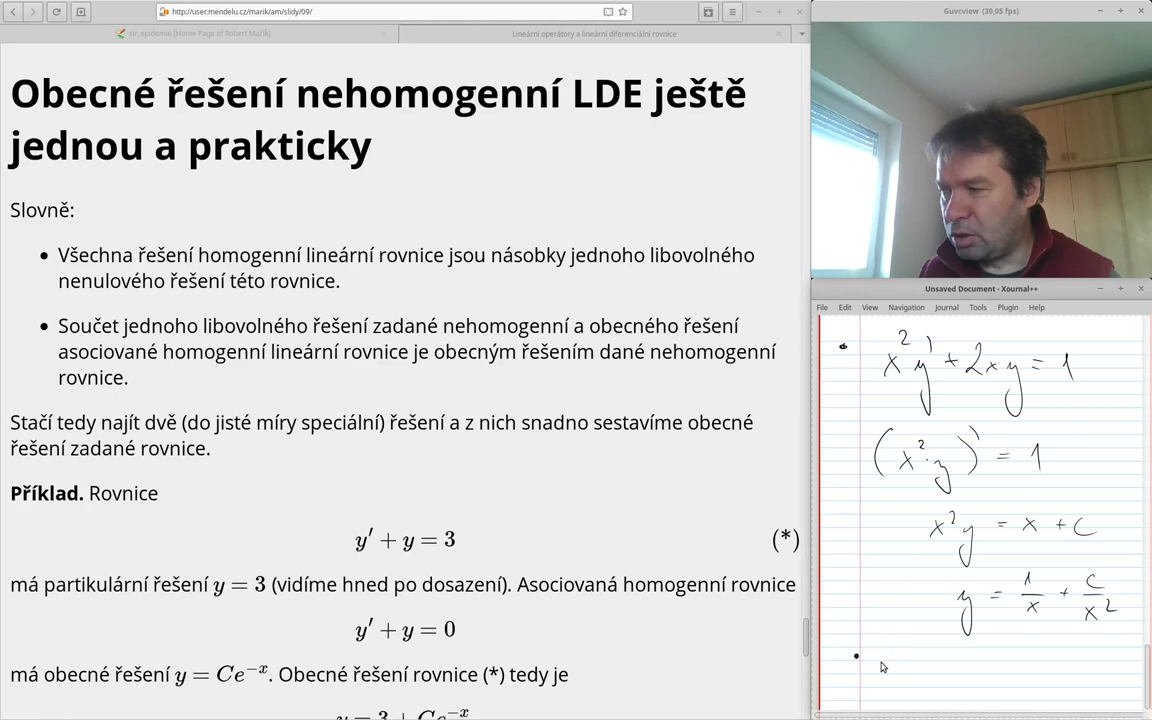 http://user.mendelu.cz/marik/am/slidy/09/
sir_epidemie [Home Page of Robert Mařík]
Lineární operátory a lineární diferenciální rovnice
Obecné řešení nehomogenní LDE ještě
jednou a prakticky
Slovně:
• Všechna řešení homogenní lineární rovnice jsou násobky jednoho libovolného
nenulového řešení této rovnice.
• Součet jednoho libovolného řešení zadané nehomogenní a obecného řešení
asociované homogenní lineární rovnice je obecným řešením dané nehomogenní
rovnice.
Stačí tedy najít dvě (do jisté míry speciální) řešení a z nich snadno sestavíme obecné
řešení zadané rovnice.
Příklad. Rovnice
y′ + y = 3 (*)
má partikulární řešení y = 3 (vidíme hned po dosazení). Asociovaná homogenní rovnice
y′ + y = 0
má obecné řešení y = Ce^{-x}. Obecné řešení rovnice (*) tedy je
y = 3 + Ce^{-x}
Guvcview (30,05 fps)
Unsaved Document - Xournal++
File Edit View Navigation Journal Tools Plugin Help
• x² y' + 2xy = 1
(x² · y)' = 1
x² y = x + C
y = 1/x + C/x²
•